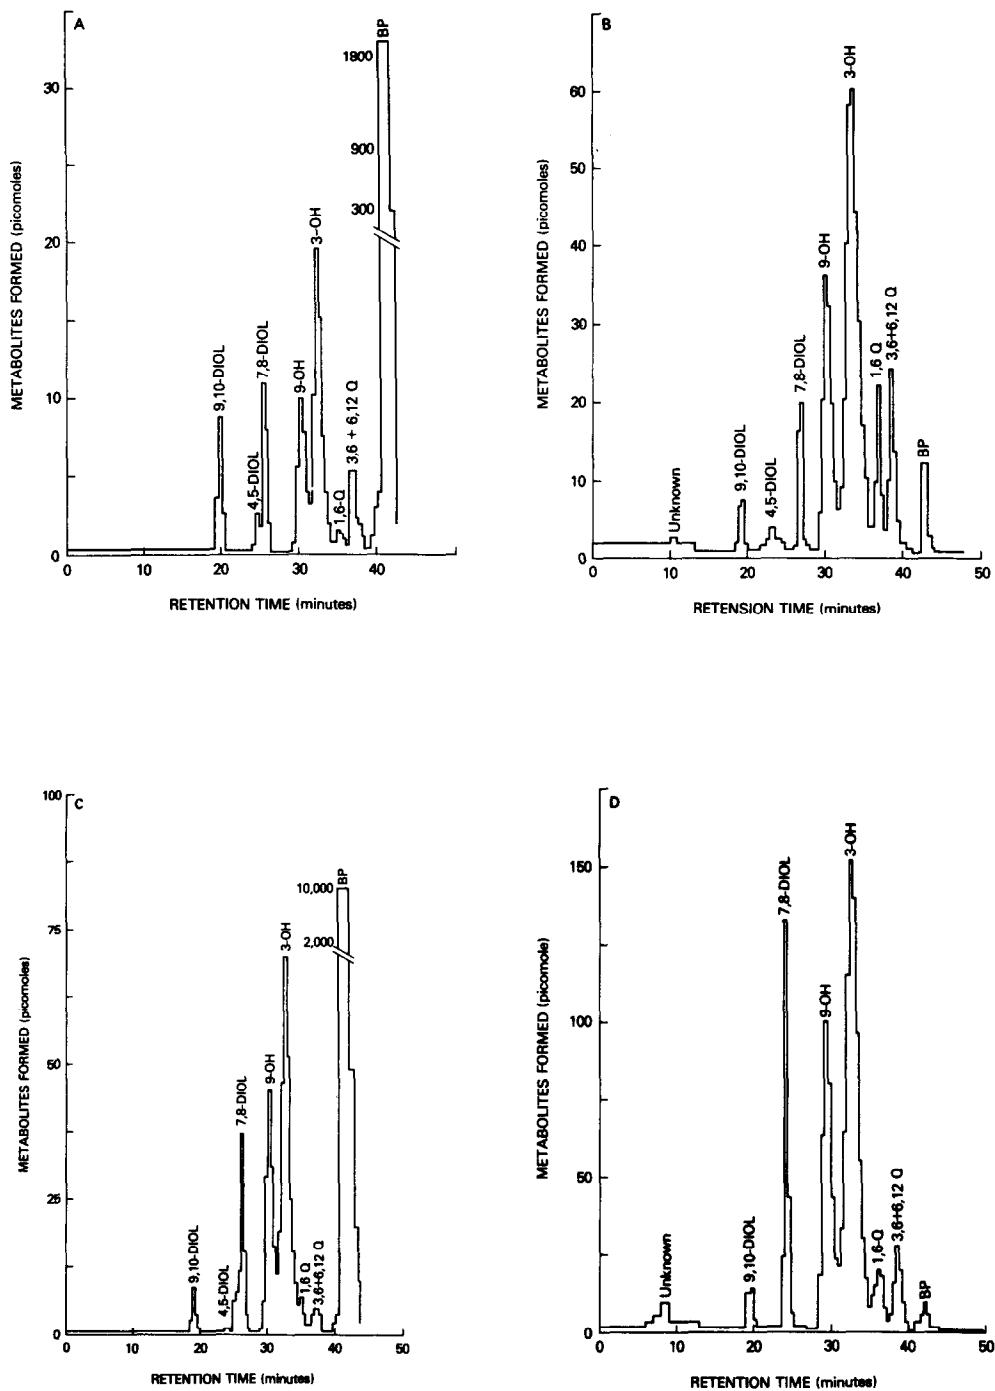 A
METABOLITES FORMED (picomoles)
30
20
10
0
1800
900
300
9,10-DIOL
4,5-DIOL
7,8-DIOL
9-OH
3-OH
1,6-Q
3,6 + 6,12 Q
BP
0 10 20 30 40
RETENTION TIME (minutes)
B
METABOLITES FORMED (picomoles)
60
50
40
30
20
10
0
Unknown
9,10-DIOL
4,5-DIOL
7,8-DIOL
9-OH
3-OH
1,6 Q
3,6+6,12 Q
BP
0 10 20 30 40 50
RETENSION TIME (minutes)
C
METABOLITES FORMED (picomoles)
100
75
50
25
0
10,000
2,000
9,10-DIOL
4,5-DIOL
7,8-DIOL
9-OH
3-OH
1,6 Q
3,6+6,12 Q
BP
0 10 20 30 40 50
RETENTION TIME (minutes)
D
METABOLITES FORMED (picomole)
150
100
50
0
Unknown
9,10-DIOL
7,8-DIOL
9-OH
3-OH
1,6-Q
3,6+6,12 Q
BP
0 10 20 30 40 50
RETENTION TIME (minutes)